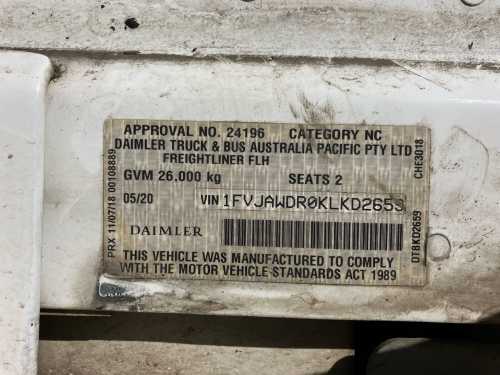 APPROVAL NO. 24196 CATEGORY NC
DAIMLER TRUCK & BUS AUSTRALIA PACIFIC PTY LTD
FREIGHTLINER FLH
GVM 26,000 kg SEATS 2
05/20 VIN 1FVJAWDR0KLKD2659
DAIMLER
THIS VEHICLE WAS MANUFACTURED TO COMPLY
WITH THE MOTOR VEHICLE STANDARDS ACT 1989
PRX 11/07/18 00108889
CHE3018
DTBKD2659